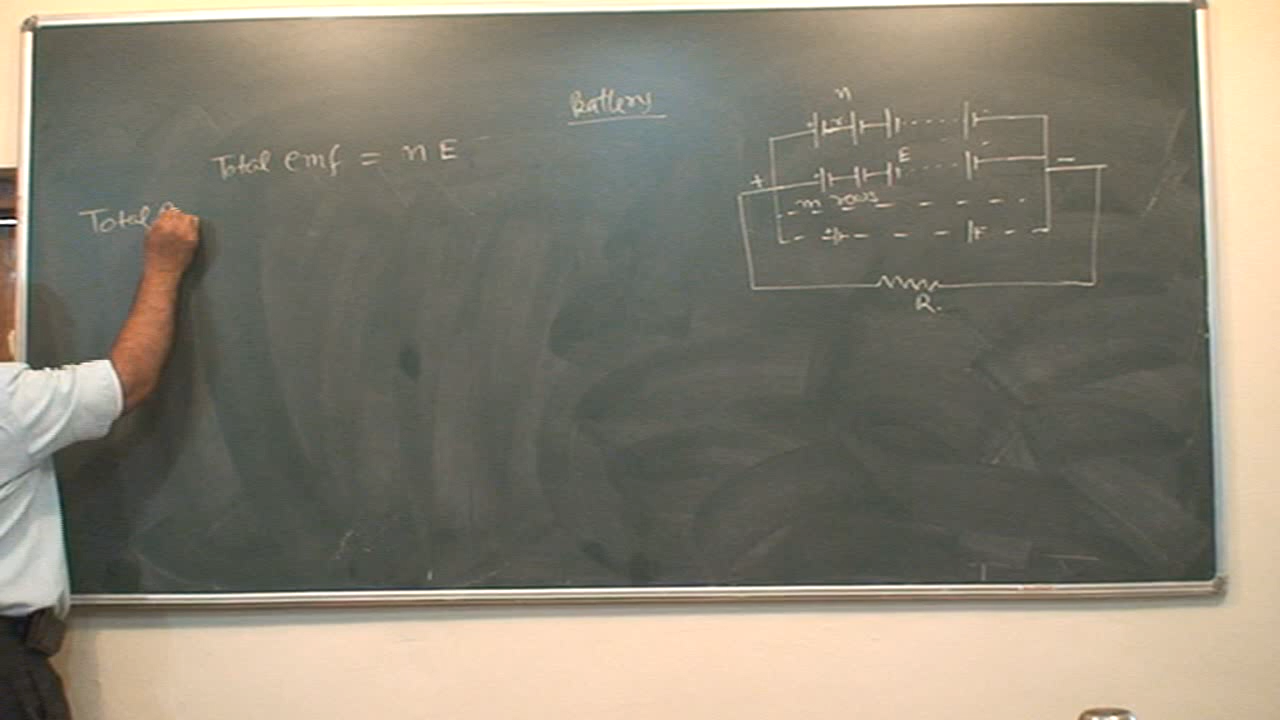 Battery
Total emf = n E
Total
n
+ r -
+ E -
+ -
m rows
+
R.